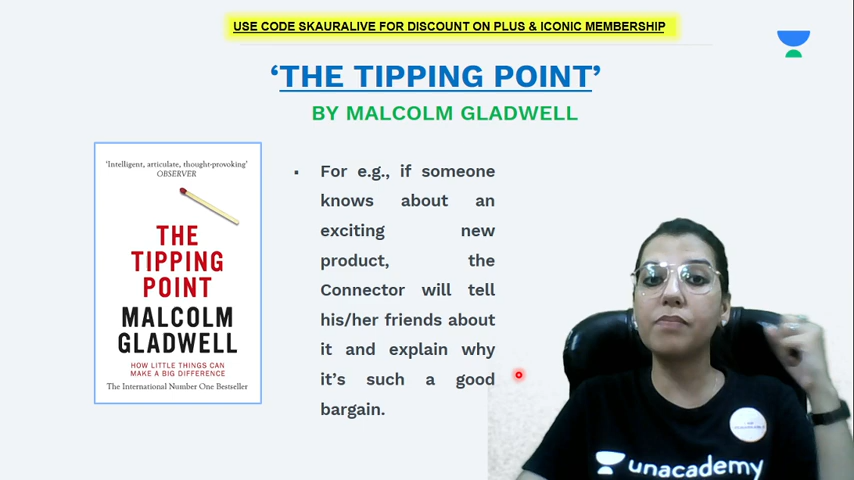 USE CODE SKAURALIVE FOR DISCOUNT ON PLUS & ICONIC MEMBERSHIP
‘THE TIPPING POINT’
BY MALCOLM GLADWELL
‘Intelligent, articulate, thought-provoking’
OBSERVER
THE
TIPPING
POINT
MALCOLM
GLADWELL
HOW LITTLE THINGS CAN
MAKE A BIG DIFFERENCE
The International Number One Bestseller
▪ For e.g., if someone
knows about an
exciting new
product, the
Connector will tell
his/her friends about
it and explain why
it’s such a good
bargain.
unacademy